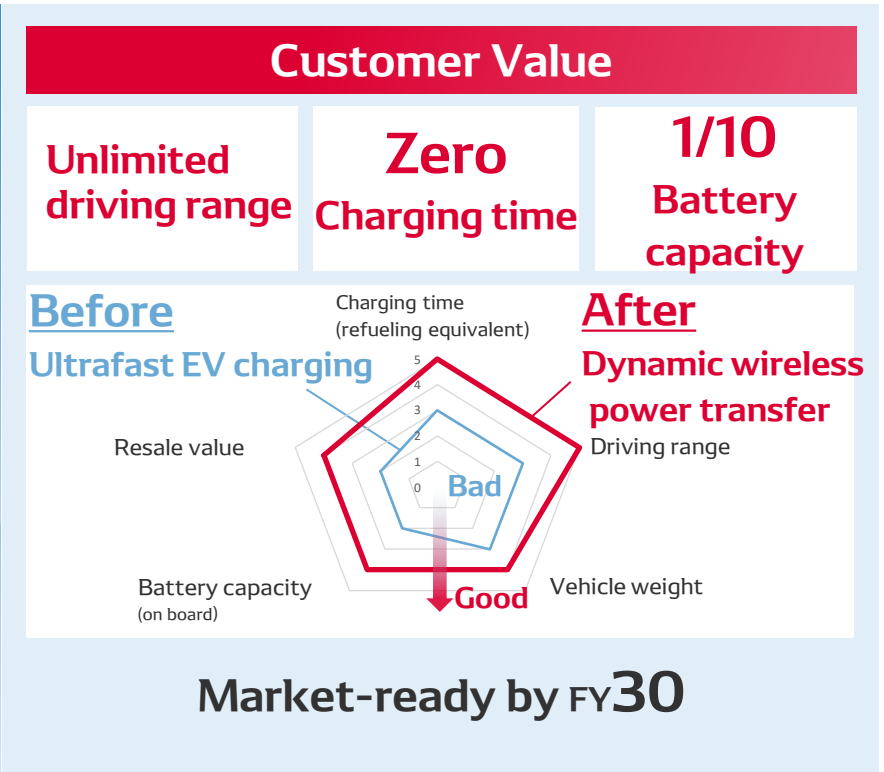 Customer Value
Unlimited
driving range
Zero
Charging time
1/10
Battery
capacity
Before
Ultrafast EV charging
Charging time
(refueling equivalent)
After
Dynamic wireless
power transfer
5
4
3
2
1
0
Resale value
Driving range
Bad
Battery capacity
(on board)
Good
Vehicle weight
Market-ready by FY30